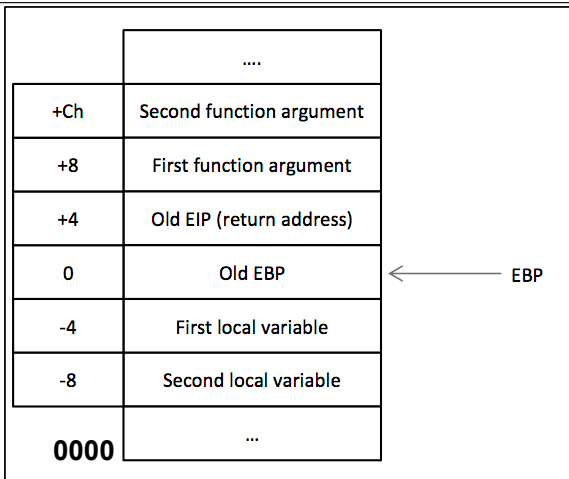 ....
+Ch Second function argument
+8 First function argument
+4 Old EIP (return address)
0 Old EBP EBP
-4 First local variable
-8 Second local variable
0000 ...